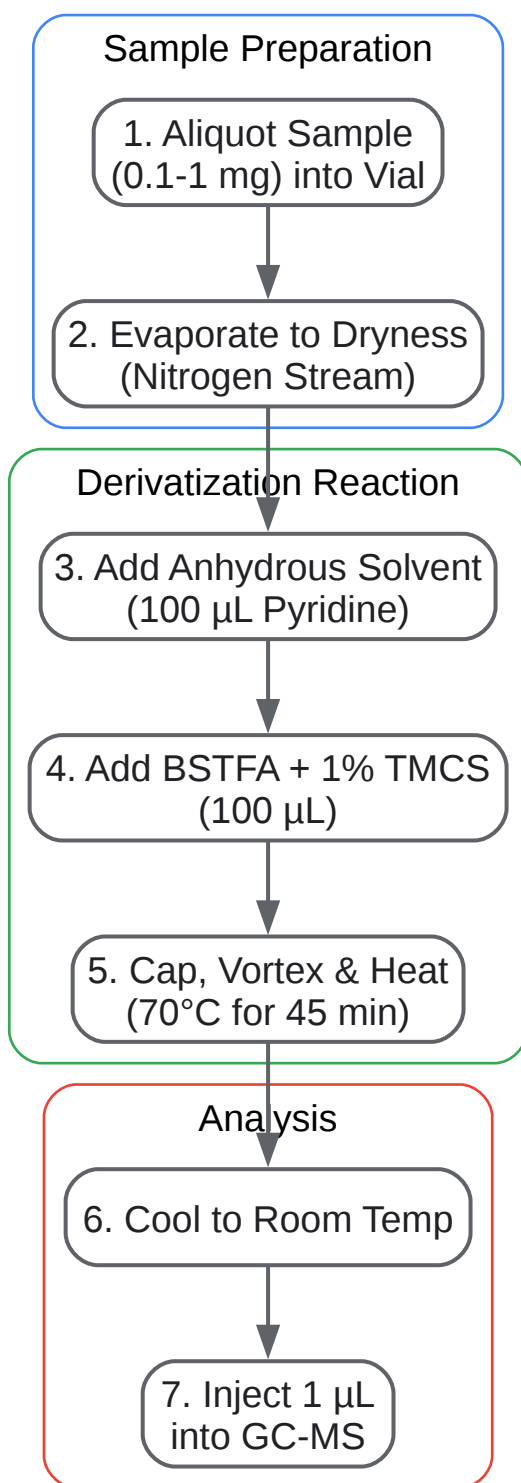 Sample Preparation
1. Aliquot Sample
(0.1-1 mg) into Vial
2. Evaporate to Dryness
(Nitrogen Stream)
Derivatization Reaction
3. Add Anhydrous Solvent
(100 µL Pyridine)
4. Add BSTFA + 1% TMCS
(100 µL)
5. Cap, Vortex & Heat
(70°C for 45 min)
Analysis
6. Cool to Room Temp
7. Inject 1 µL
into GC-MS